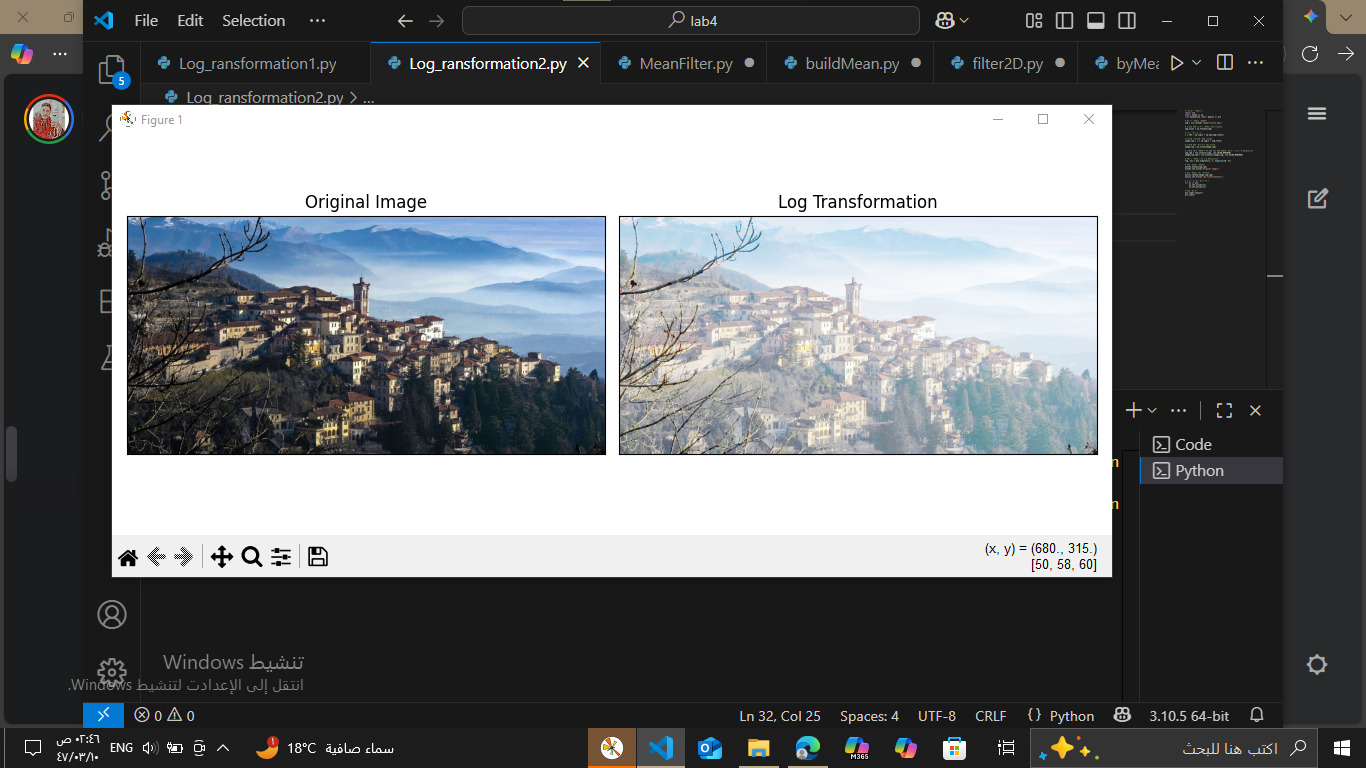 File Edit Selection ···
lab4
5
Log_ransformation1.py
Log_ransformation2.py
MeanFilter.py
buildMean.py
filter2D.py
byMea
Log_ransformation2.py > ...
Figure 1
Original Image
Log Transformation
(x, y) = (680., 315.)
[50, 58, 60]
Code
Python
n
n
تنشيط Windows
انتقل إلى الإعدادت لتنشيط Windows.
0 0
Ln 32, Col 25
Spaces: 4
UTF-8
CRLF
{} Python
3.10.5 64-bit
٠٢:٤٦ ص
٤٧/٠٣/١٠
ENG
1
18°C سماء صافية
M365
اكتب هنا للبحث